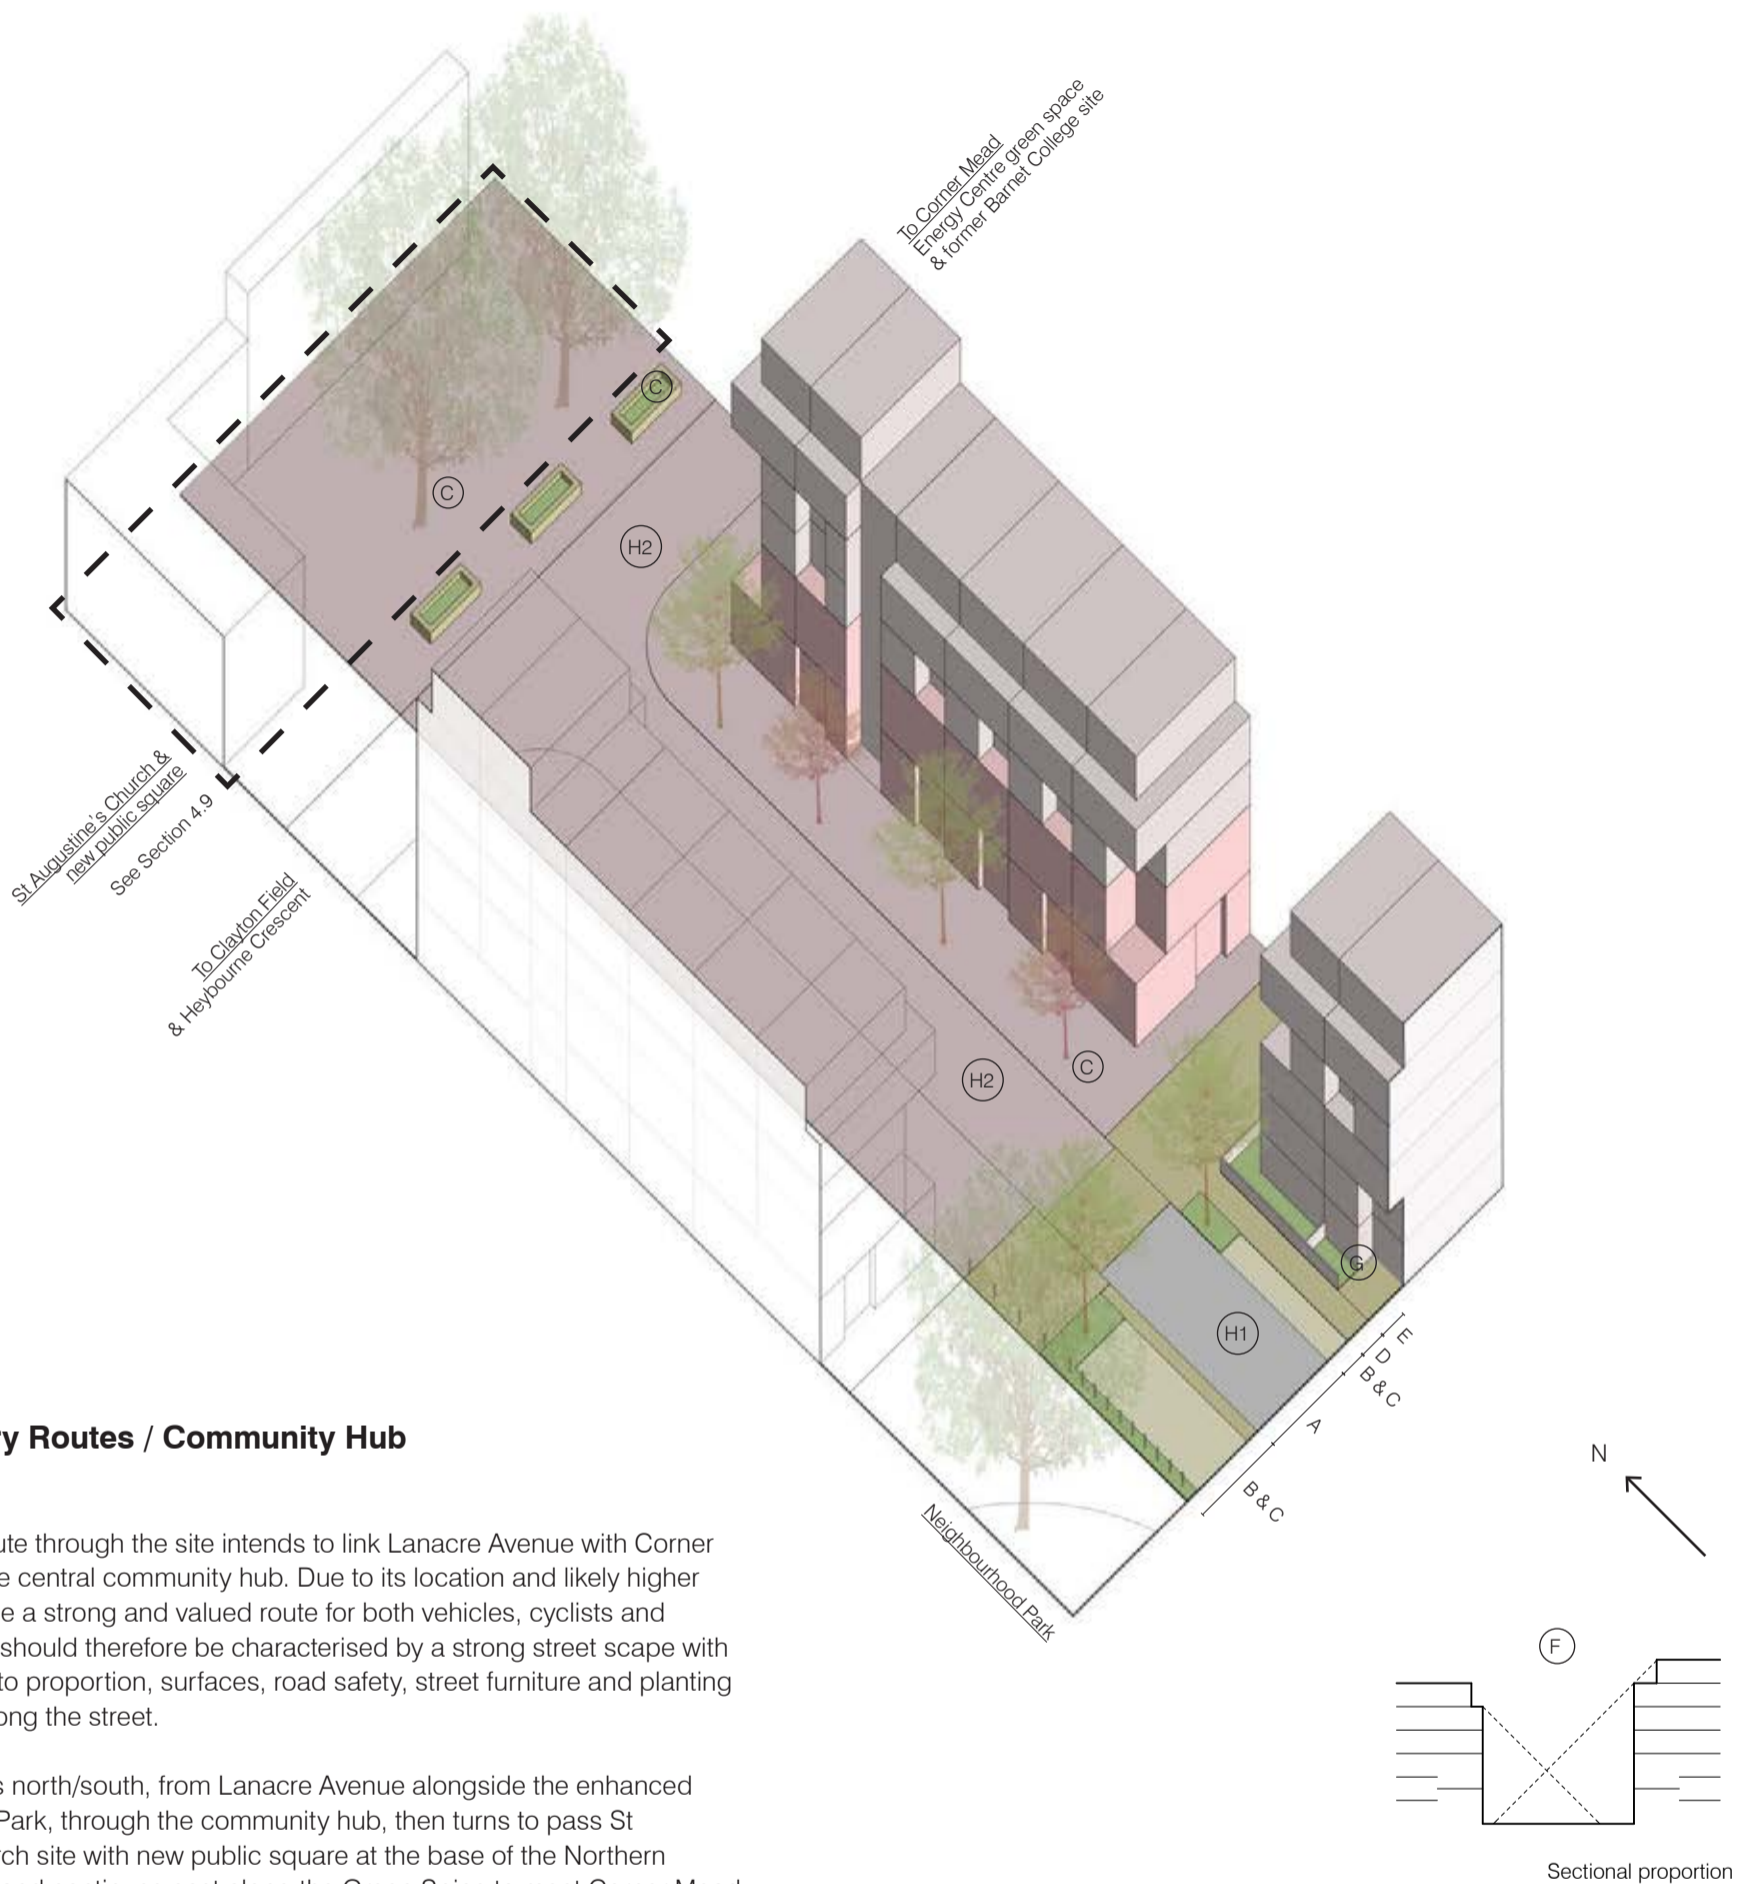 To Corner Mead
Energy Centre green space
& former Barnet College site
C
C
H2
St Augustine's Church &
new public square
See Section 4.9
To Clayton Field
& Heybourne Crescent
H2
C
G
H1
E
D
B & C
A
B & C
Neighbourhood Park
N
F
Sectional proportion
y Routes / Community Hub
ute through the site intends to link Lanacre Avenue with Corner
e central community hub. Due to its location and likely higher
e a strong and valued route for both vehicles, cyclists and
should therefore be characterised by a strong street scape with
to proportion, surfaces, road safety, street furniture and planting
ong the street.
s north/south, from Lanacre Avenue alongside the enhanced
Park, through the community hub, then turns to pass St
rch site with new public square at the base of the Northern